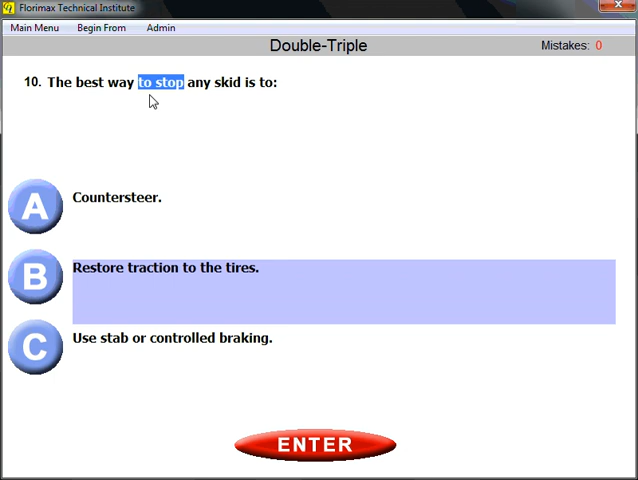 Florimax Technical Institute
Main Menu Begin From Admin
Double-Triple Mistakes: 0
10. The best way to stop any skid is to:
A Countersteer.
B Restore traction to the tires.
C Use stab or controlled braking.
ENTER